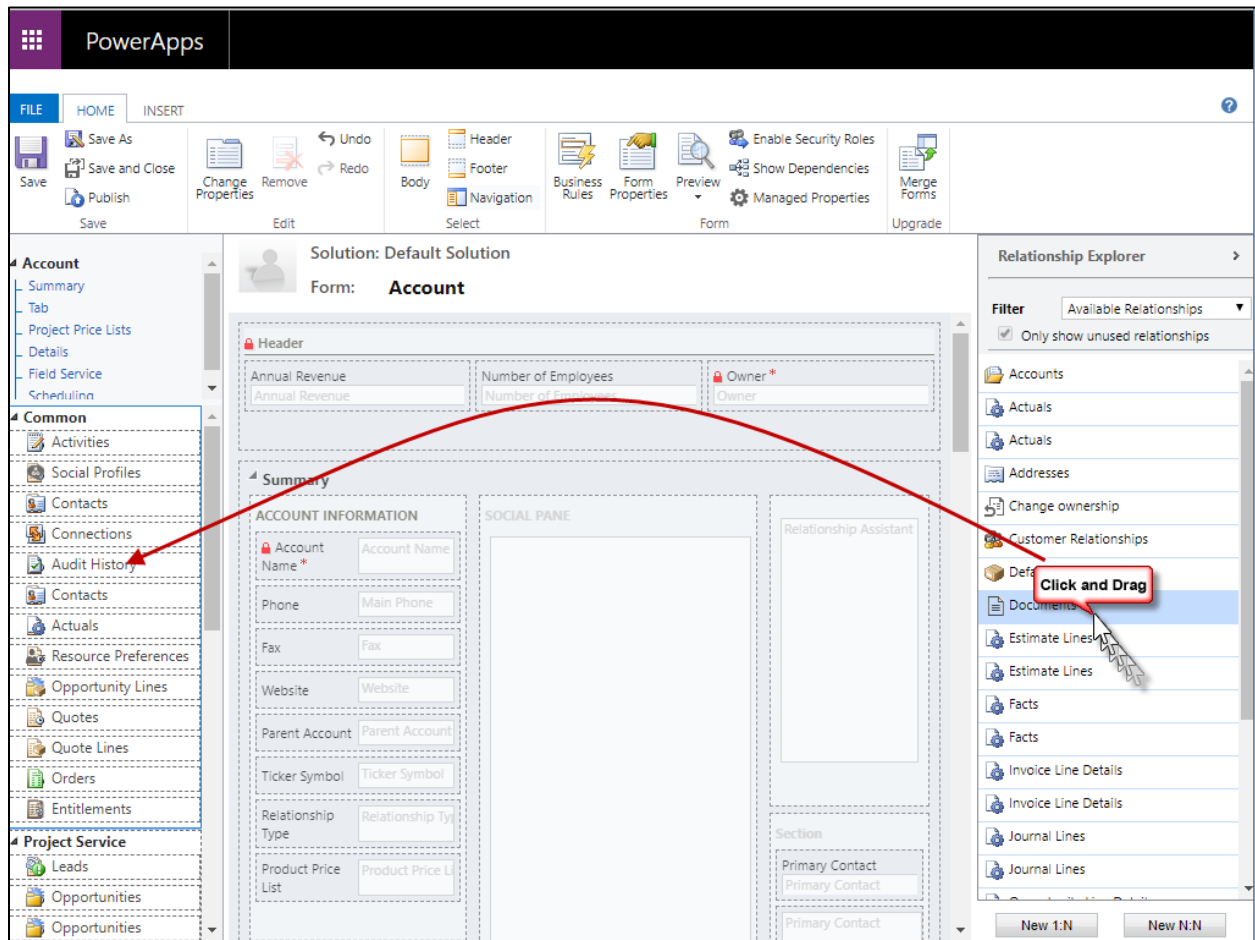 PowerApps
FILE HOME INSERT
Save
Save As
Save and Close
Publish
Save
Change Properties
Remove
Undo
Redo
Edit
Body
Header
Footer
Navigation
Select
Business Rules
Form Properties
Preview
Enable Security Roles
Show Dependencies
Managed Properties
Form
Merge Forms
Upgrade
Account
Summary
Tab
Project Price Lists
Details
Field Service
Scheduling
Common
Activities
Social Profiles
Contacts
Connections
Audit History
Contacts
Actuals
Resource Preferences
Opportunity Lines
Quotes
Quote Lines
Orders
Entitlements
Project Service
Leads
Opportunities
Opportunities
Solution: Default Solution
Form: Account
Header
Annual Revenue
Annual Revenue
Number of Employees
Number of Employees
Owner *
Owner
Summary
ACCOUNT INFORMATION
Account Name *
Account Name
Phone
Main Phone
Fax
Fax
Website
Website
Parent Account
Parent Account
Ticker Symbol
Ticker Symbol
Relationship Type
Relationship Ty
Product Price List
Product Price Li
SOCIAL PANE
Relationship Assistant
Section
Primary Contact
Primary Contact
Primary Contact
Relationship Explorer
Filter Available Relationships
Only show unused relationships
Accounts
Actuals
Actuals
Addresses
Change ownership
Customer Relationships
Click and Drag
Documents
Estimate Lines
Estimate Lines
Facts
Facts
Invoice Line Details
Invoice Line Details
Journal Lines
Journal Lines
New 1:N New N:N